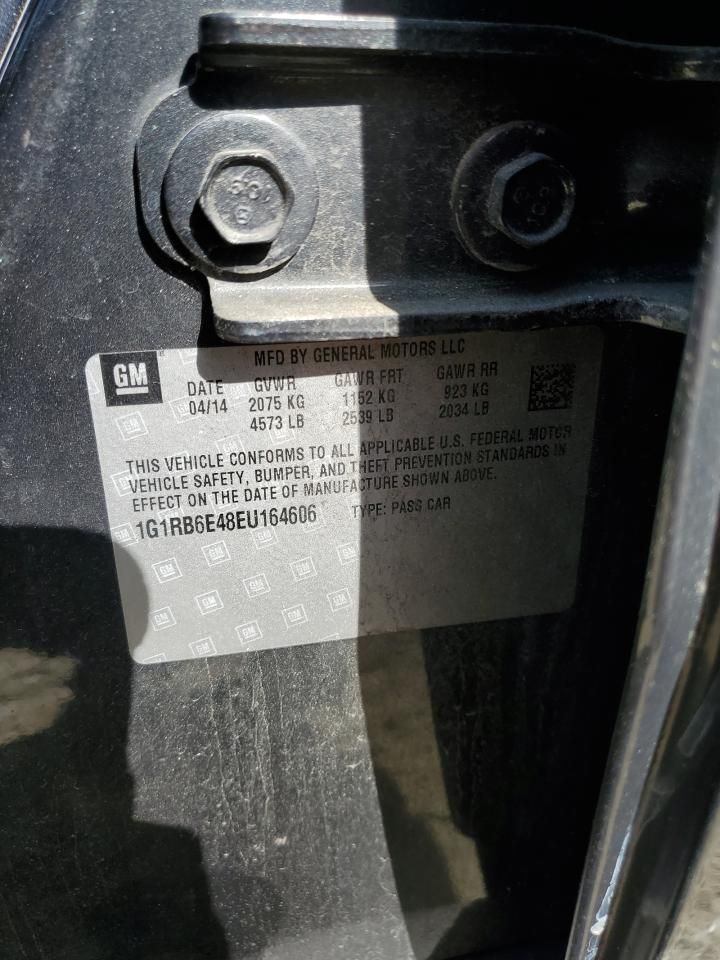 GM
MFD BY GENERAL MOTORS LLC
DATE GVWR GAWR FRT GAWR RR
04/14 2075 KG 1152 KG 923 KG
4573 LB 2539 LB 2034 LB
THIS VEHICLE CONFORMS TO ALL APPLICABLE U.S. FEDERAL MOTOR
VEHICLE SAFETY, BUMPER, AND THEFT PREVENTION STANDARDS IN
EFFECT ON THE DATE OF MANUFACTURE SHOWN ABOVE.
1G1RB6E48EU164606 TYPE: PASS CAR